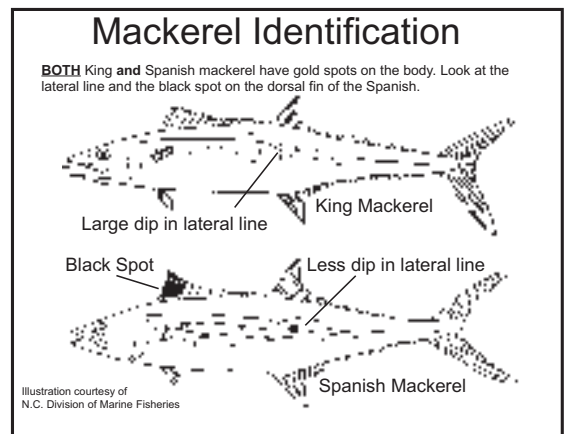 Mackerel Identification
BOTH King and Spanish mackerel have gold spots on the body. Look at the
lateral line and the black spot on the dorsal fin of the Spanish.
King Mackerel
Large dip in lateral line
Black Spot
Less dip in lateral line
Spanish Mackerel
Illustration courtesy of
N.C. Division of Marine Fisheries